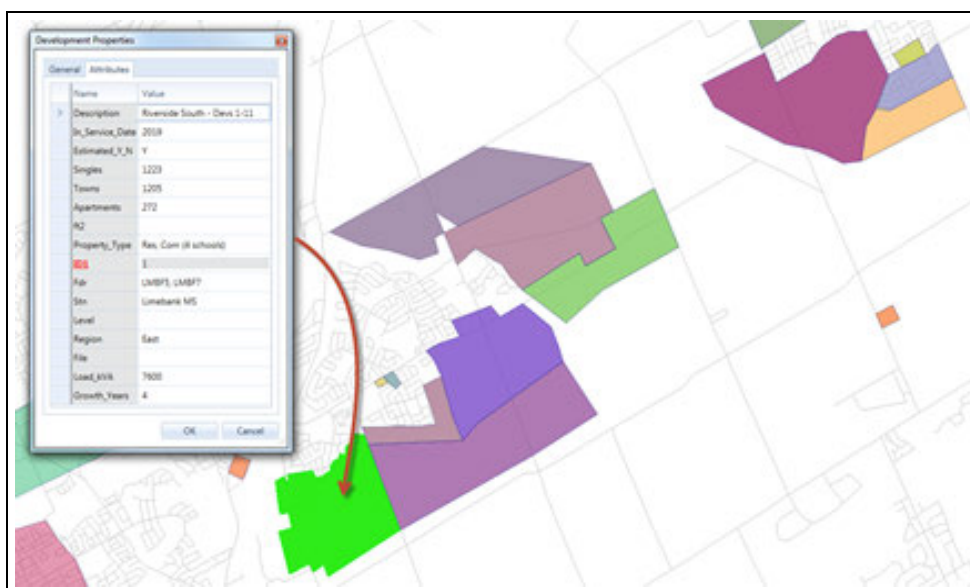 Development Properties
General Attributes
Name Value
Description Riverside South - Devs 1-11
In_Service_Date 2019
Estimated_Y_N Y
Singles 1223
Towns 1205
Apartments 272
ft2
Property_Type Res, Com (4 schools)
1
Fdr LMBF5, LMBF7
Stn Limebank MS
Level
Region East
File
Load_kVA 7600
Growth_Years 4
OK Cancel